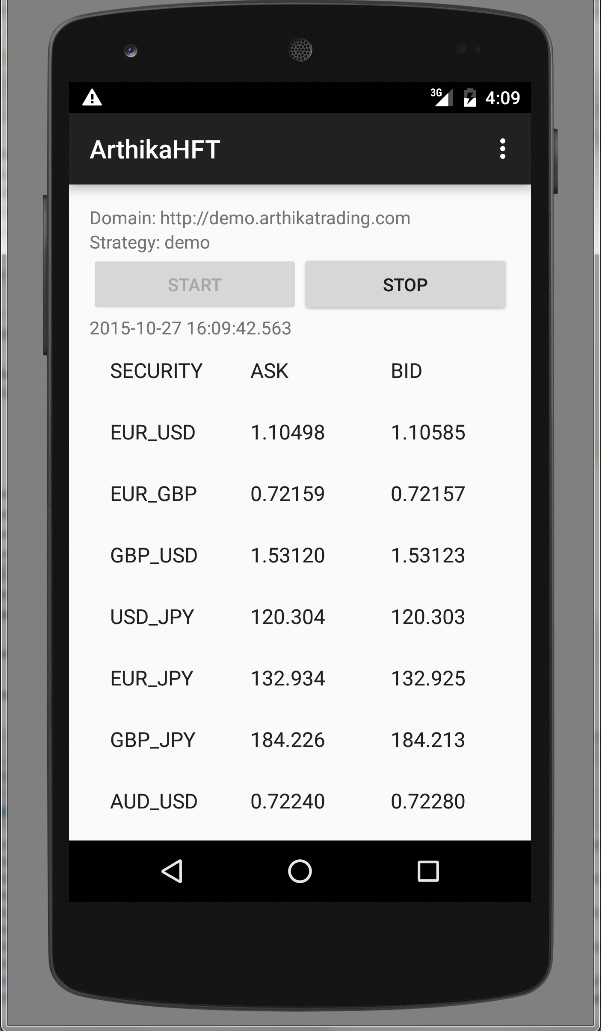 3G 4:09
ArthikaHFT
Domain: http://demo.arthikatrading.com
Strategy: demo
START STOP
2015-10-27 16:09:42.563
SECURITY ASK BID
EUR_USD 1.10498 1.10585
EUR_GBP 0.72159 0.72157
GBP_USD 1.53120 1.53123
USD_JPY 120.304 120.303
EUR_JPY 132.934 132.925
GBP_JPY 184.226 184.213
AUD_USD 0.72240 0.72280